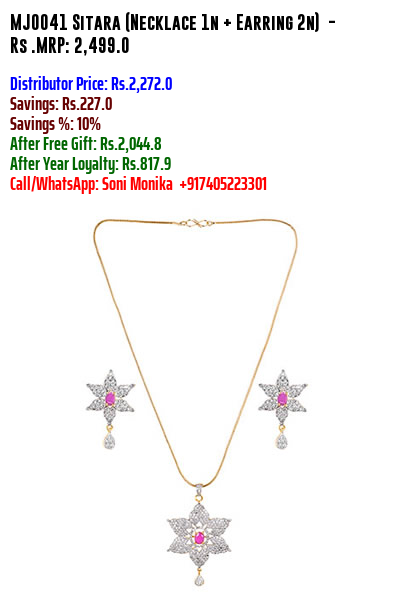 MJ0041 Sitara (Necklace 1n + Earring 2n) -
Rs .MRP: 2,499.0
Distributor Price: Rs.2,272.0
Savings: Rs.227.0
Savings %: 10%
After Free Gift: Rs.2,044.8
After Year Loyalty: Rs.817.9
Call/WhatsApp: Soni Monika +917405223301